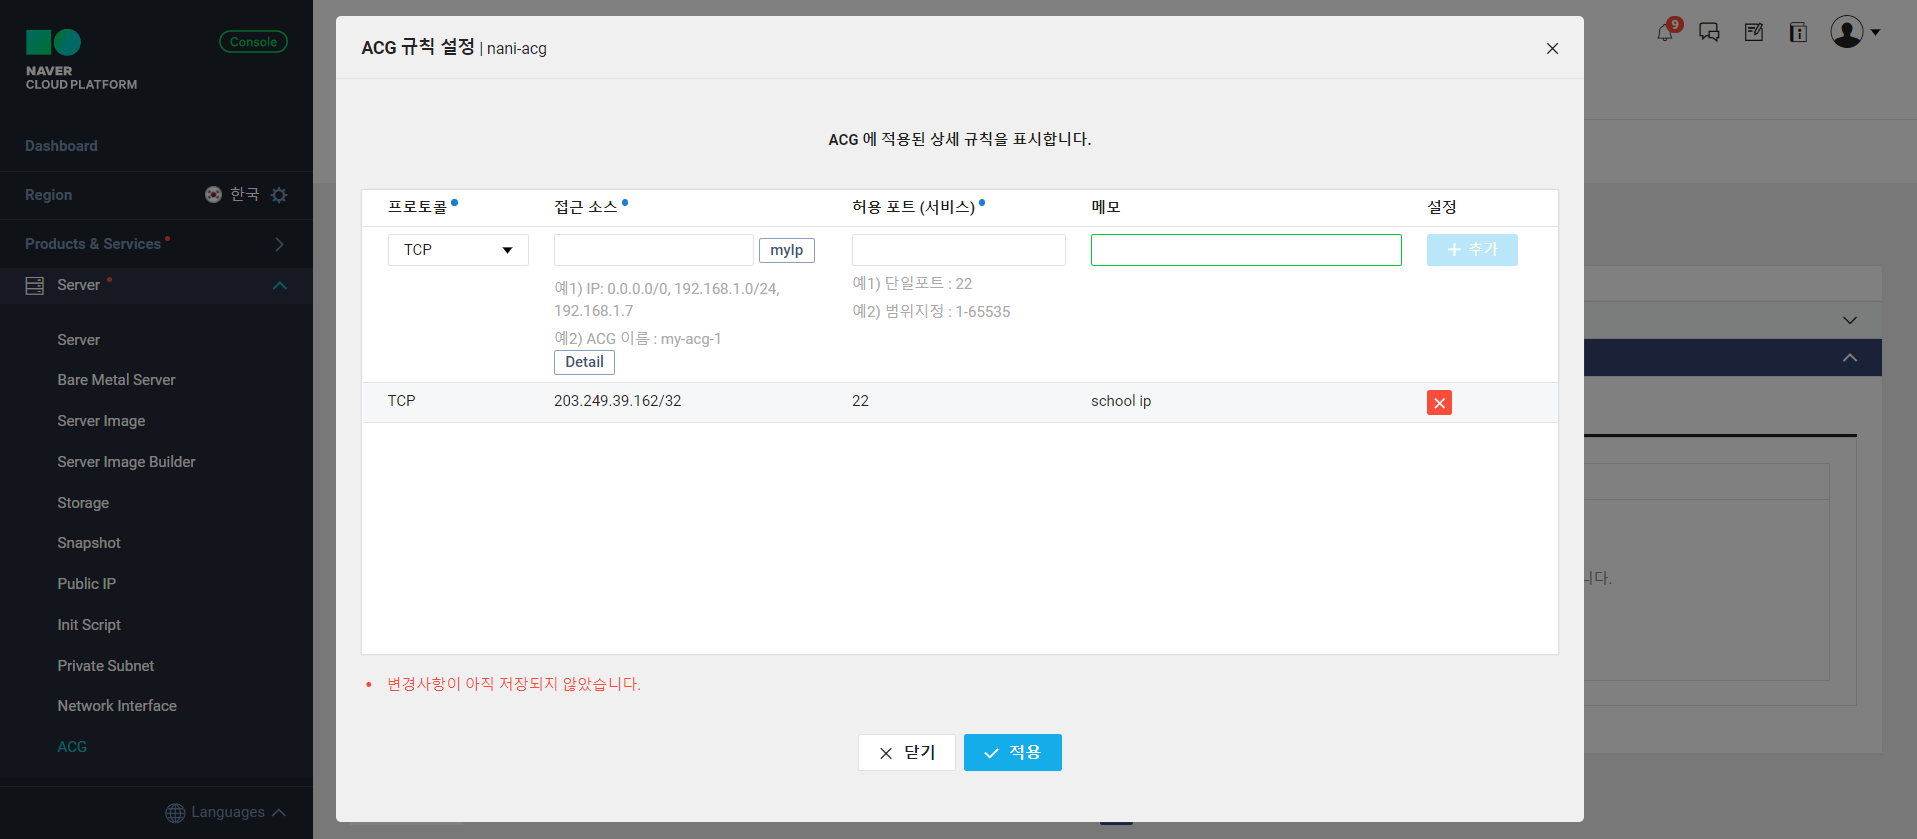 Console
NAVER
CLOUD PLATFORM
Dashboard
Region 한국
Products & Services
Server
Server
Bare Metal Server
Server Image
Server Image Builder
Storage
Snapshot
Public IP
Init Script
Private Subnet
Network Interface
ACG
Languages
9
ACG 규칙 설정 | nani-acg
ACG 에 적용된 상세 규칙을 표시합니다.
프로토콜 접근 소스 허용 포트 (서비스) 메모 설정
TCP myIp + 추가
예1) IP: 0.0.0.0/0, 192.168.1.0/24,
192.168.1.7
예2) ACG 이름 : my-acg-1
Detail
예1) 단일포트 : 22
예2) 범위지정 : 1-65535
TCP 203.249.39.162/32 22 school ip
니다.
• 변경사항이 아직 저장되지 않았습니다.
닫기 적용